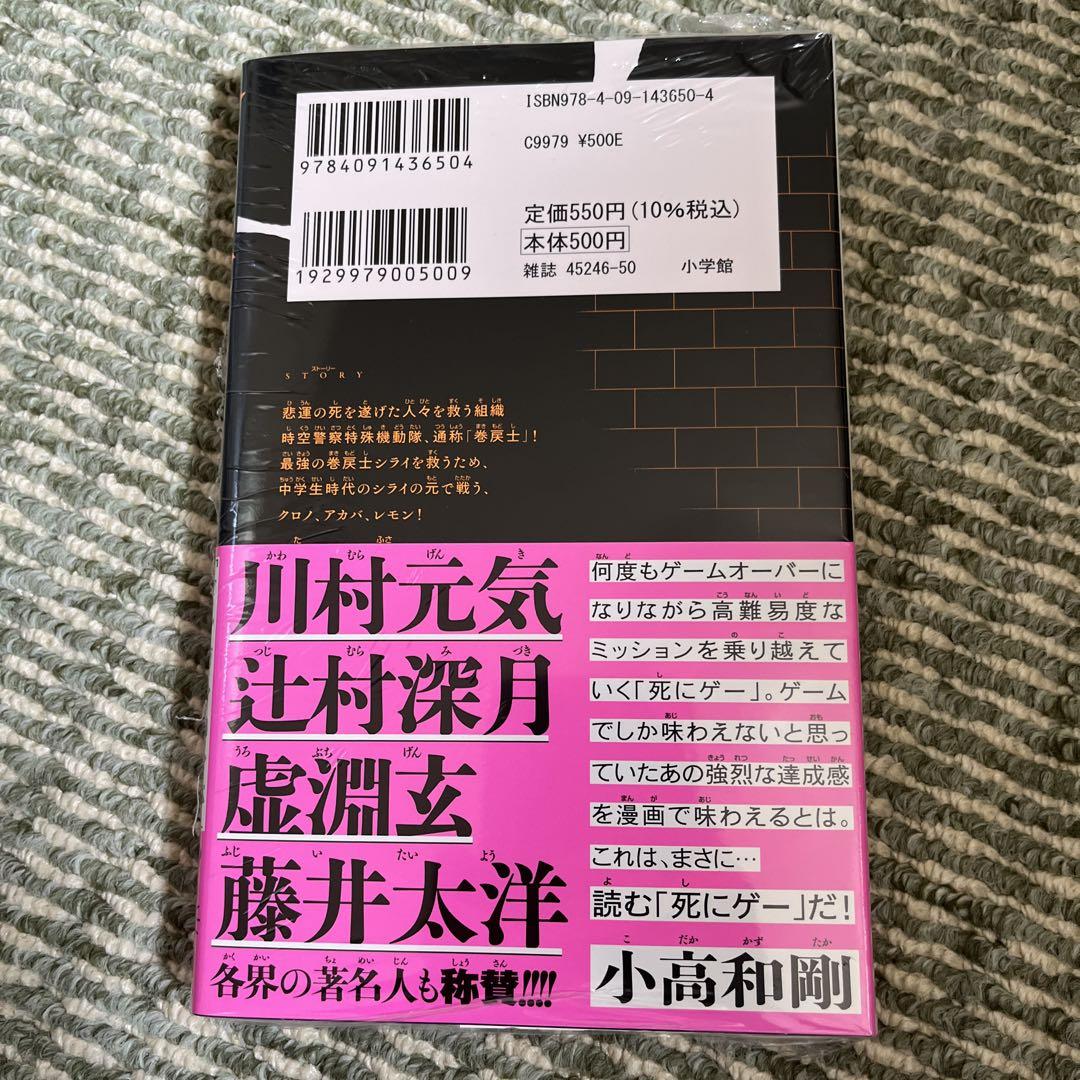 ISBN978-4-09-143650-4
9784091436504
C9979 ¥500E
1929979005009
定価550円(10%税込)
本体500円
雑誌 45246-50 小学館
ストーリー
STORY
悲運の死を遂げた人々を救う組織
時空警察特殊機動隊、通称「巻戻士」!
最強の巻戻士シライを救うため、
中学生時代のシライの元で戦う、
クロノ、アカバ、レモン!
川村元気
辻村深月
虚淵玄
藤井太洋
各界の著名人も称賛!!!!
何度もゲームオーバーに
なりながら高難易度な
ミッションを乗り越えて
いく「死にゲー」。ゲーム
でしか味わえないと思っ
ていたあの強烈な達成感
を漫画で味わえるとは。
これは、まさに…
読む「死にゲー」だ!
小高和剛